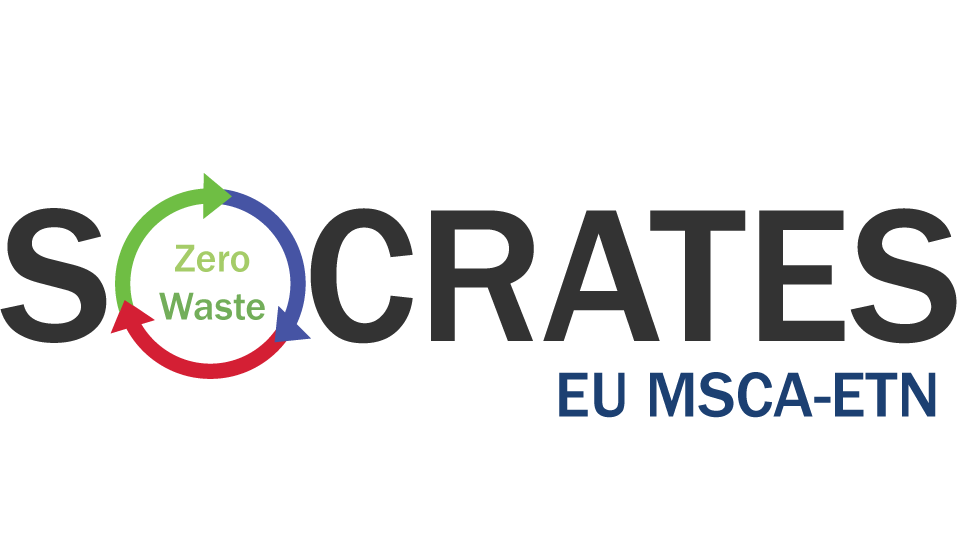 SOCRATES
Zero
Waste
EU MSCA-ETN